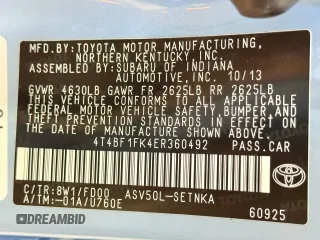 MFD.BY: TOYOTA MOTOR MANUFACTURING,
NORTHERN KENTUCKY, INC.
ASSEMBLED BY: SUBARU OF INDIANA
AUTOMOTIVE, INC. 10/13
GVWR 4630LB GAWR FR 2625LB RR 2625LB
THIS VEHICLE CONFORMS TO ALL APPLICABLE
FEDERAL MOTOR VEHICLE SAFETY, BUMPER,
AND THEFT PREVENTION STANDARDS IN EFFECT ON
THE DATE OF MANUFACTURE SHOWN ABOVE.
4T4BF1FK4ER360492 PASS.CAR
C/TR: 8W1/FD00 ASV50L-SETNKA
A/TM: -01A/U760E
TOYOTA
60925
DREAMBID